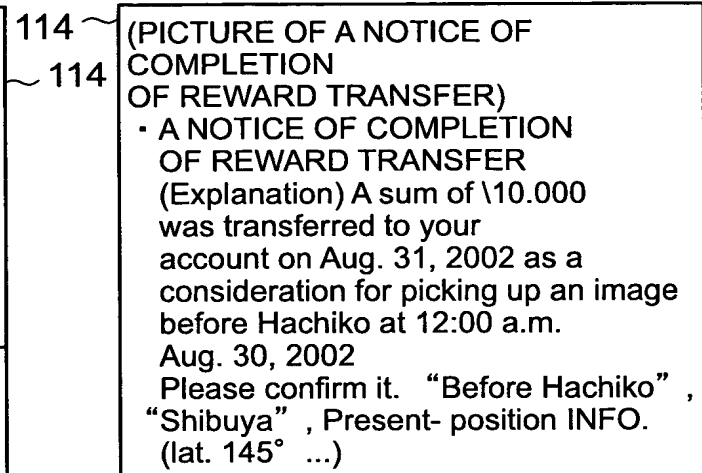 114
114
(PICTURE OF A NOTICE OF
COMPLETION
OF REWARD TRANSFER)
・A NOTICE OF COMPLETION
OF REWARD TRANSFER
(Explanation) A sum of \10.000
was transferred to your
account on Aug. 31, 2002 as a
consideration for picking up an image
before Hachiko at 12:00 a.m.
Aug. 30, 2002
Please confirm it. “Before Hachiko” ,
“Shibuya” , Present- position INFO.
(lat. 145° ...)